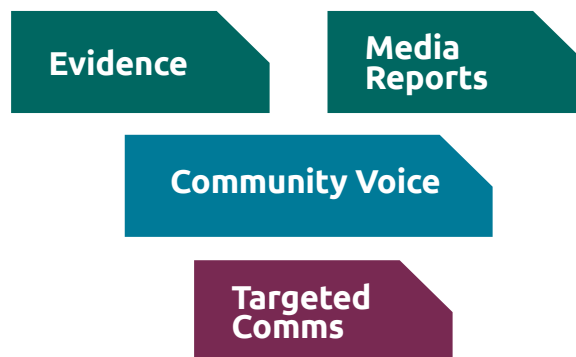 Evidence
Media
Reports
Community Voice
Targeted
Comms